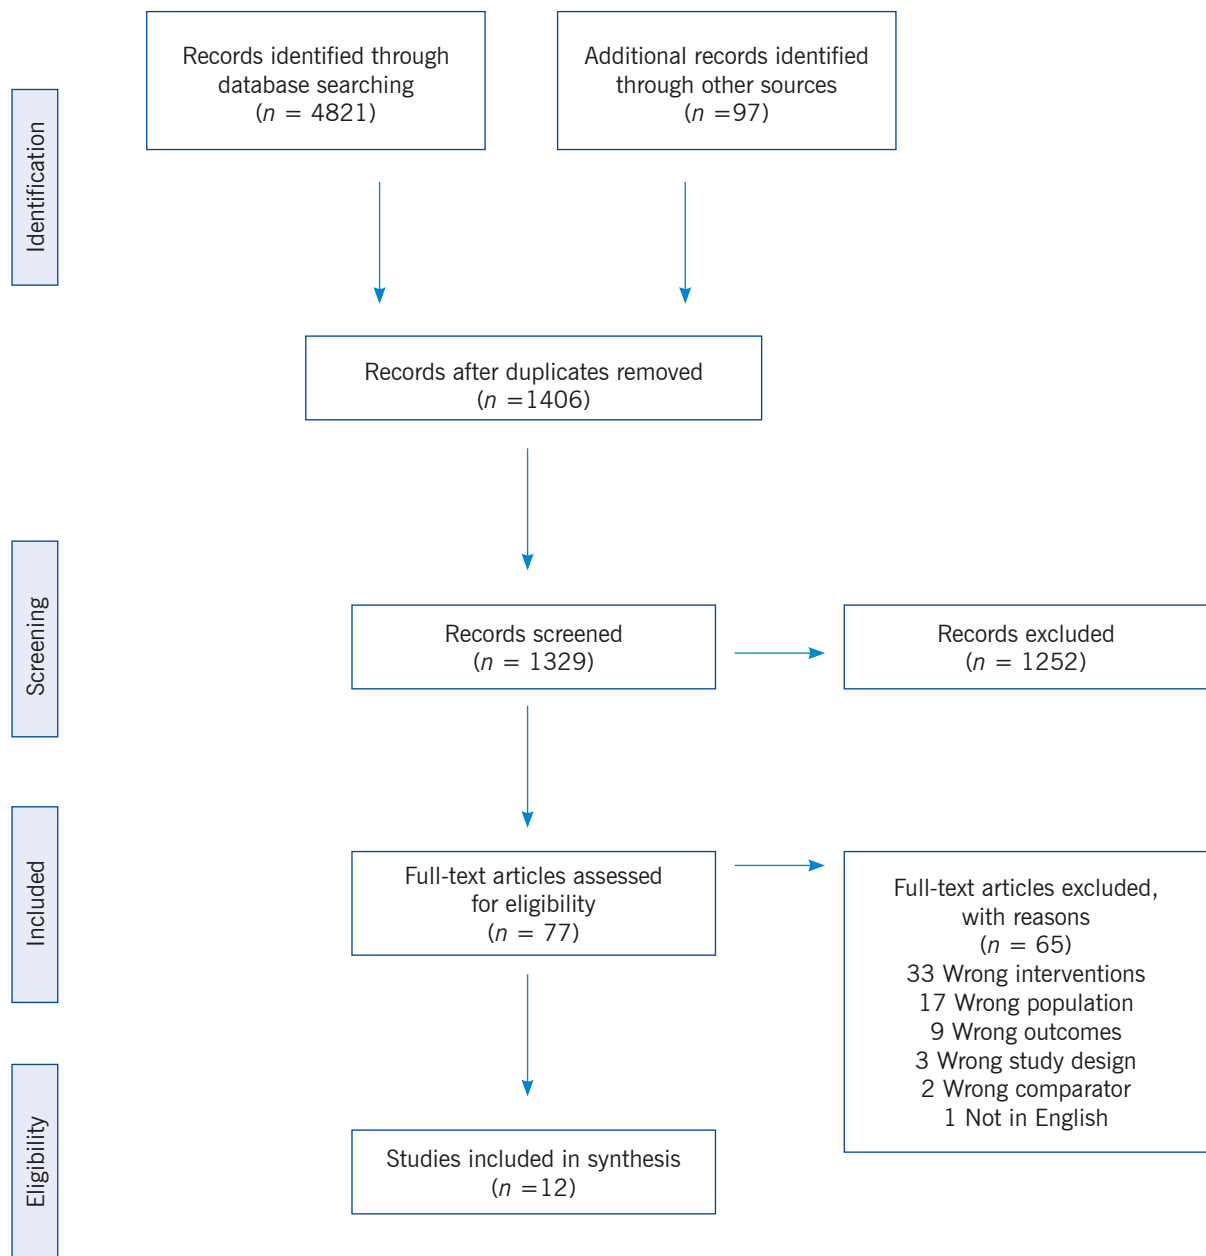 Identification
Records identified through
database searching
(n = 4821)
Additional records identified
through other sources
(n =97)
Records after duplicates removed
(n =1406)
Screening
Records screened
(n = 1329)
Records excluded
(n = 1252)
Included
Full-text articles assessed
for eligibility
(n = 77)
Full-text articles excluded,
with reasons
(n = 65)
33 Wrong interventions
17 Wrong population
9 Wrong outcomes
3 Wrong study design
2 Wrong comparator
1 Not in English
Eligibility
Studies included in synthesis
(n =12)